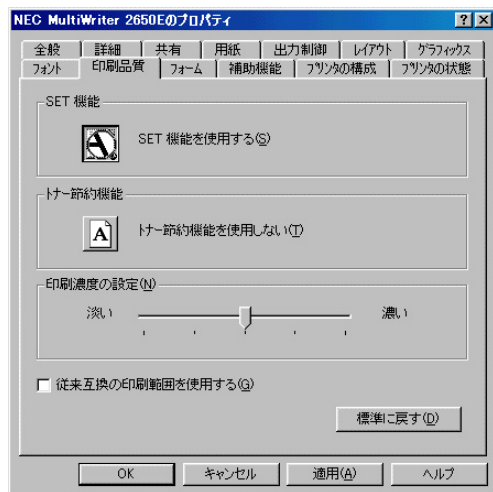 NEC MultiWriter 2650Eのプロパティ
全般 詳細 共有 用紙 出力制御 レイアウト グラフィックス
フォント 印刷品質 フォーム 補助機能 プリンタの構成 プリンタの状態
SET 機能
SET 機能を使用する(S)
トナー節約機能
トナー節約機能を使用しない(T)
印刷濃度の設定(N)
淡い 濃い
従来互換の印刷範囲を使用する(G)
標準に戻す(D)
OK キャンセル 適用(A) ヘルプ